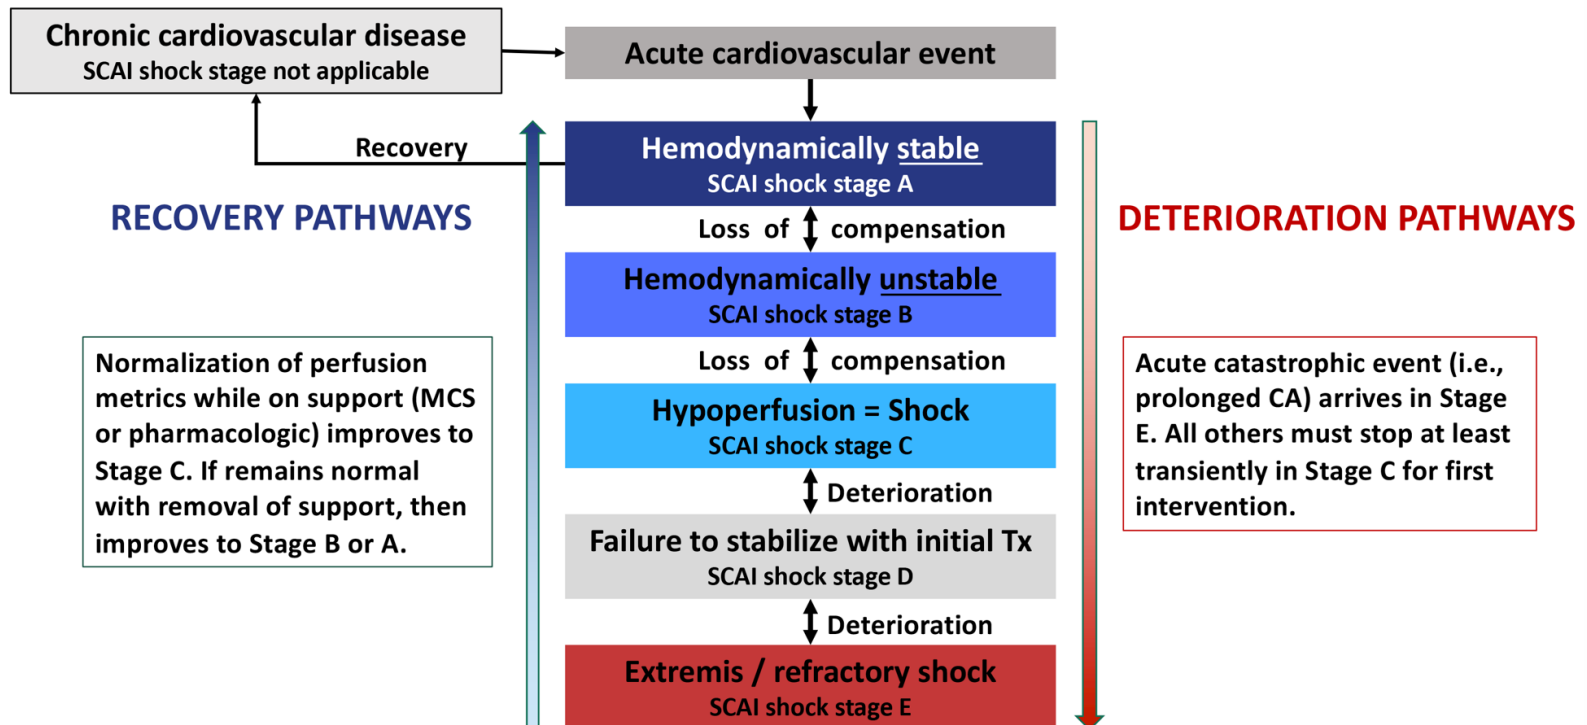 Chronic cardiovascular disease
SCAI shock stage not applicable
Acute cardiovascular event
Recovery
Hemodynamically stable
SCAI shock stage A
RECOVERY PATHWAYS
DETERIORATION PATHWAYS
Loss of compensation
Hemodynamically unstable
SCAI shock stage B
Loss of compensation
Normalization of perfusion
metrics while on support (MCS
or pharmacologic) improves to
Stage C. If remains normal
with removal of support, then
improves to Stage B or A.
Hypoperfusion = Shock
SCAI shock stage C
Acute catastrophic event (i.e.,
prolonged CA) arrives in Stage
E. All others must stop at least
transiently in Stage C for first
intervention.
Deterioration
Failure to stabilize with initial Tx
SCAI shock stage D
Deterioration
Extremis / refractory shock
SCAI shock stage E